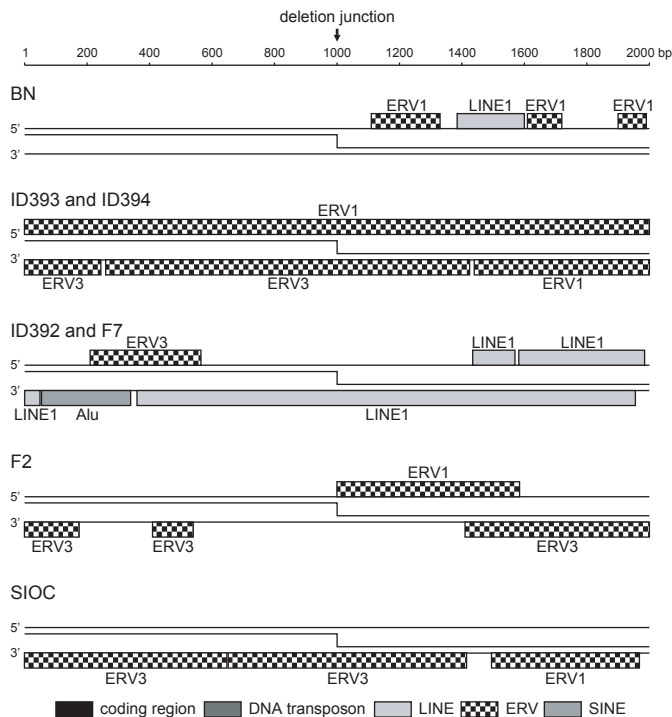 deletion junction
1 200 400 600 800 1000 1200 1400 1600 1800 2000 bp
BN
ERV1 LINE1 ERV1 ERV1
5’
3’
ID393 and ID394
ERV1
5’
3’
ERV3 ERV3 ERV1
ID392 and F7
ERV3 LINE1 LINE1
5’
3’
LINE1 Alu LINE1
F2
ERV1
5’
3’
ERV3 ERV3 ERV3
SIOC
5’
3’
ERV3 ERV3 ERV1
coding region DNA transposon LINE ERV SINE